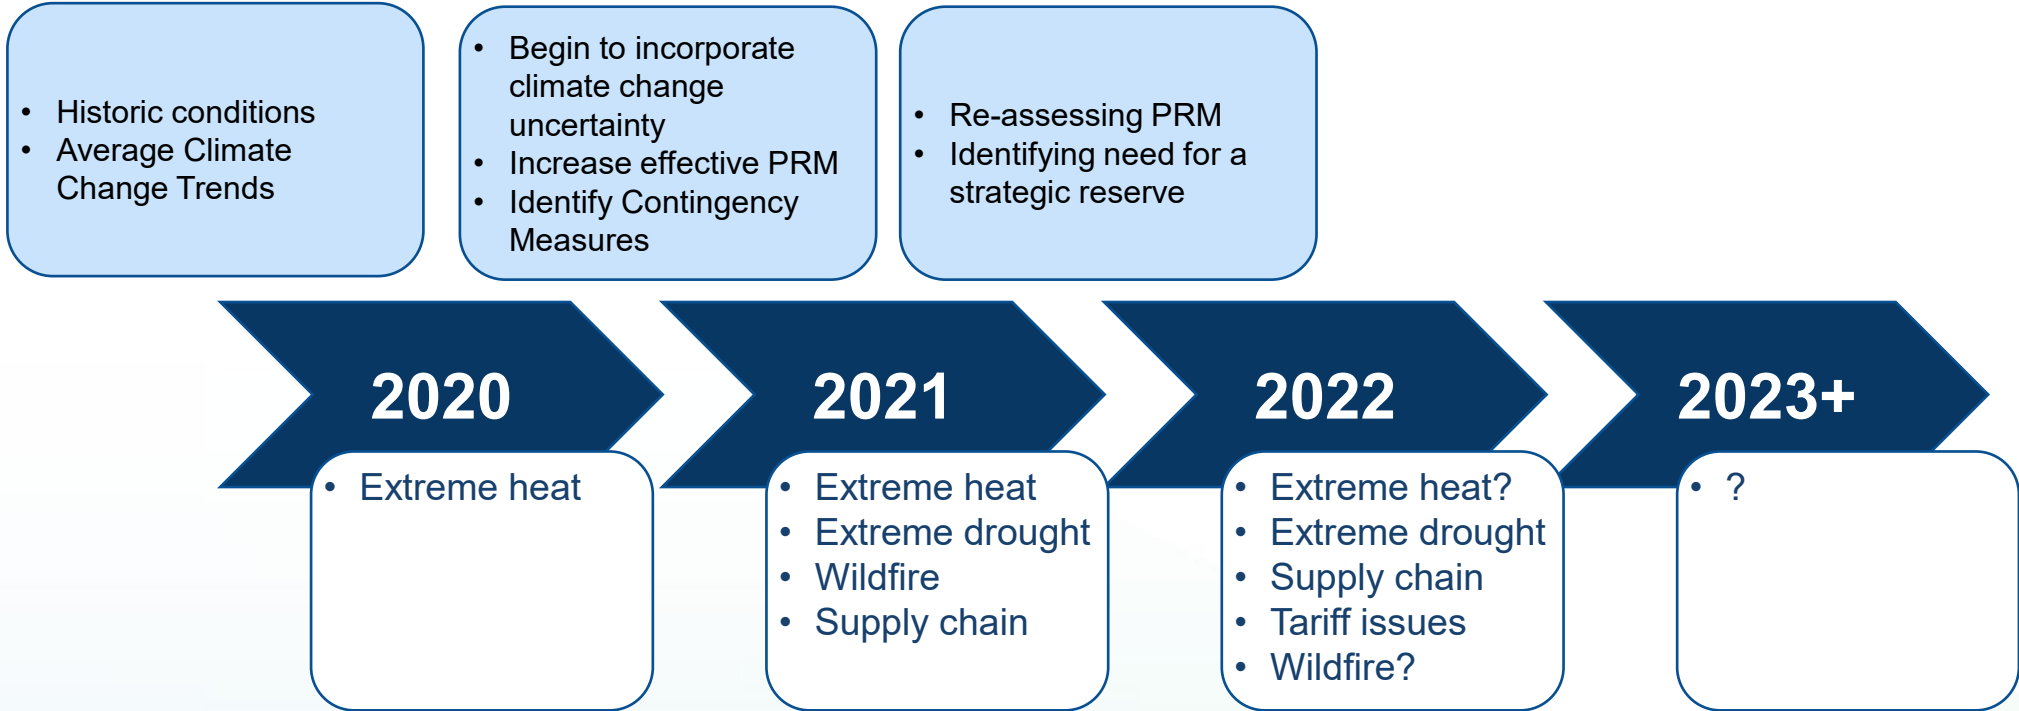 • Historic conditions
• Average Climate
Change Trends
• Begin to incorporate
climate change
uncertainty
• Increase effective PRM
• Identify Contingency
Measures
• Re-assessing PRM
• Identifying need for a
strategic reserve
2020
2021
2022
2023+
• Extreme heat
• Extreme heat
• Extreme drought
• Wildfire
• Supply chain
• Extreme heat?
• Extreme drought
• Supply chain
• Tariff issues
• Wildfire?
• ?